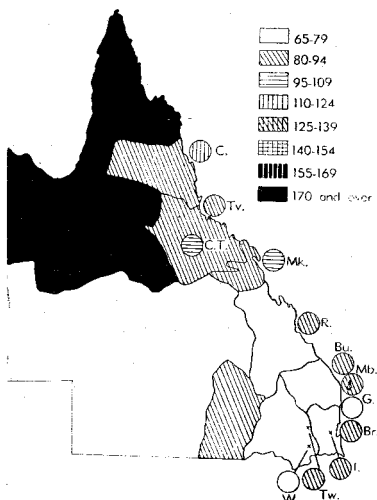 65-79
80-94
95-109
110-124
125-139
140-154
155-169
170 and over
C.
Tv.
C.T.
Mk.
R.
Bu.
Mb.
G.
Br.
I.
Tw.
W.